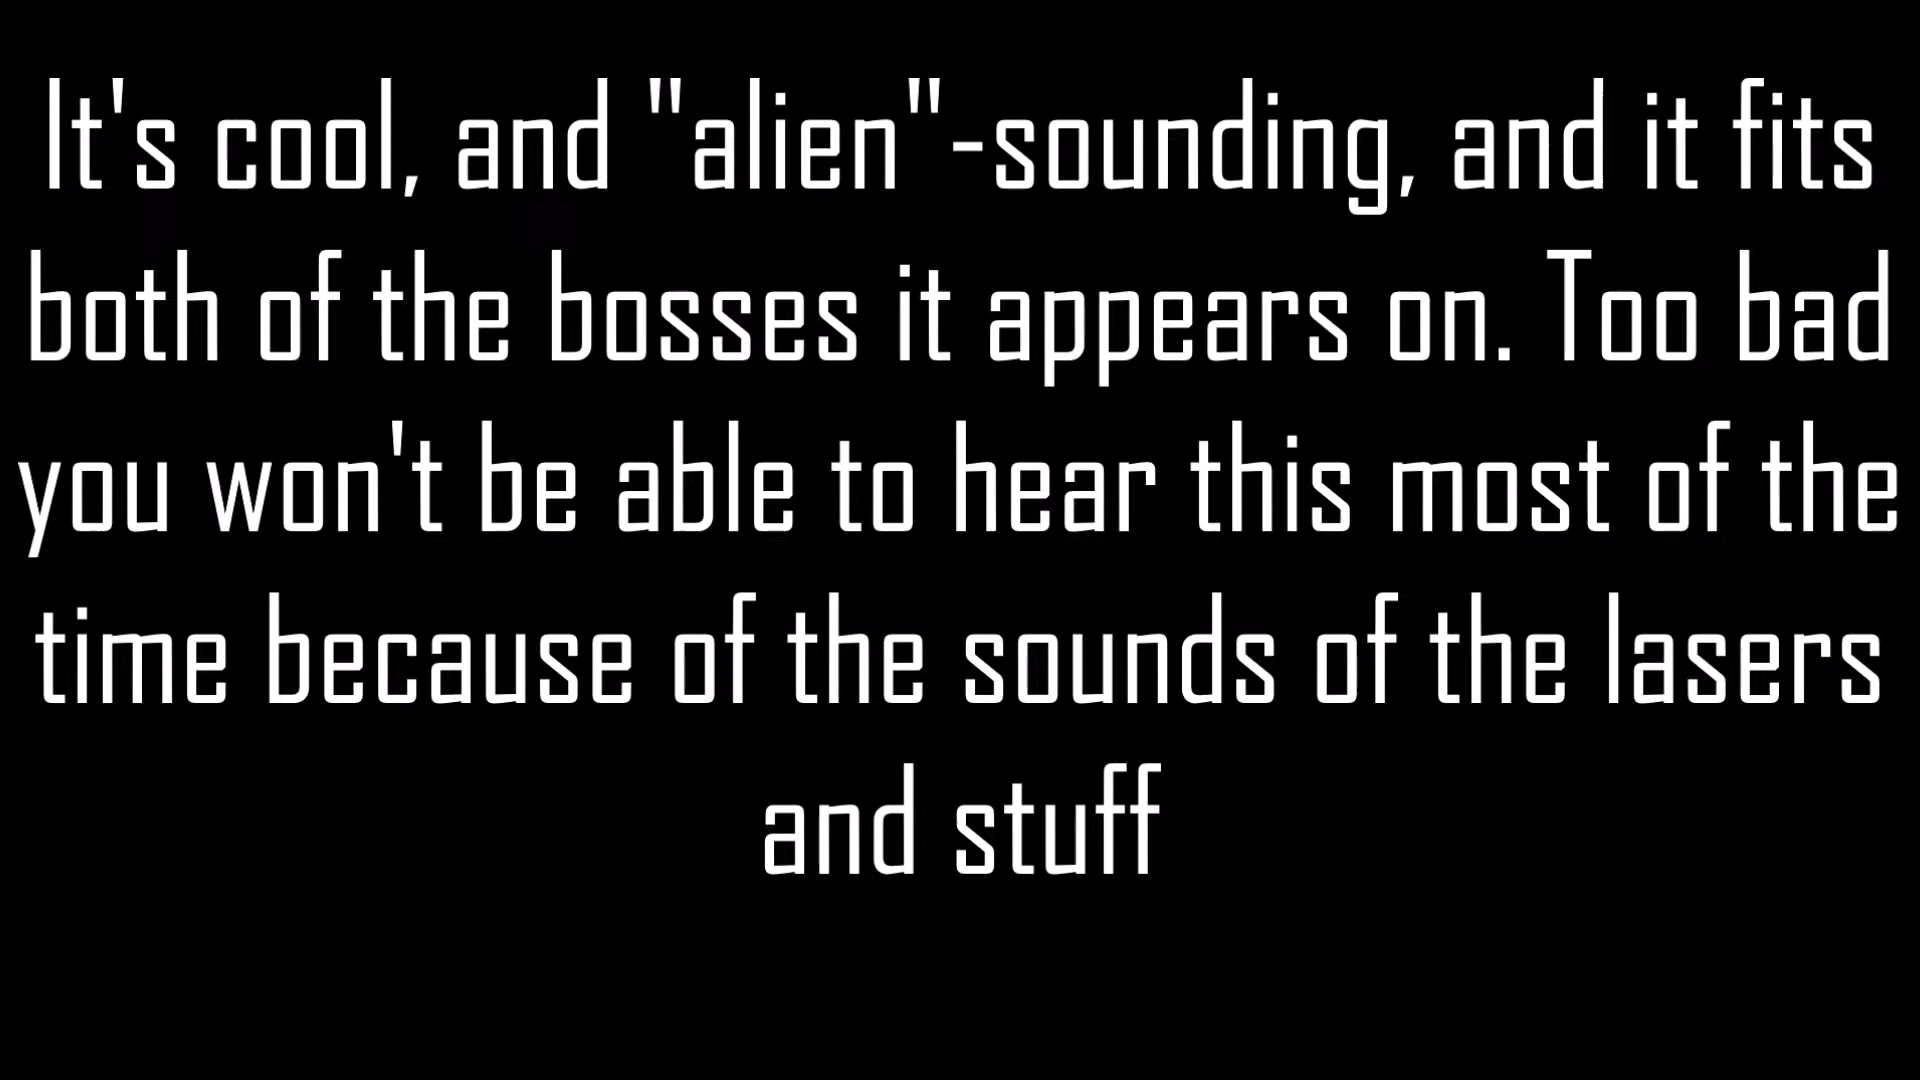 It's cool, and "alien"-sounding, and it fits
both of the bosses it appears on. Too bad
you won't be able to hear this most of the
time because of the sounds of the lasers
and stuff